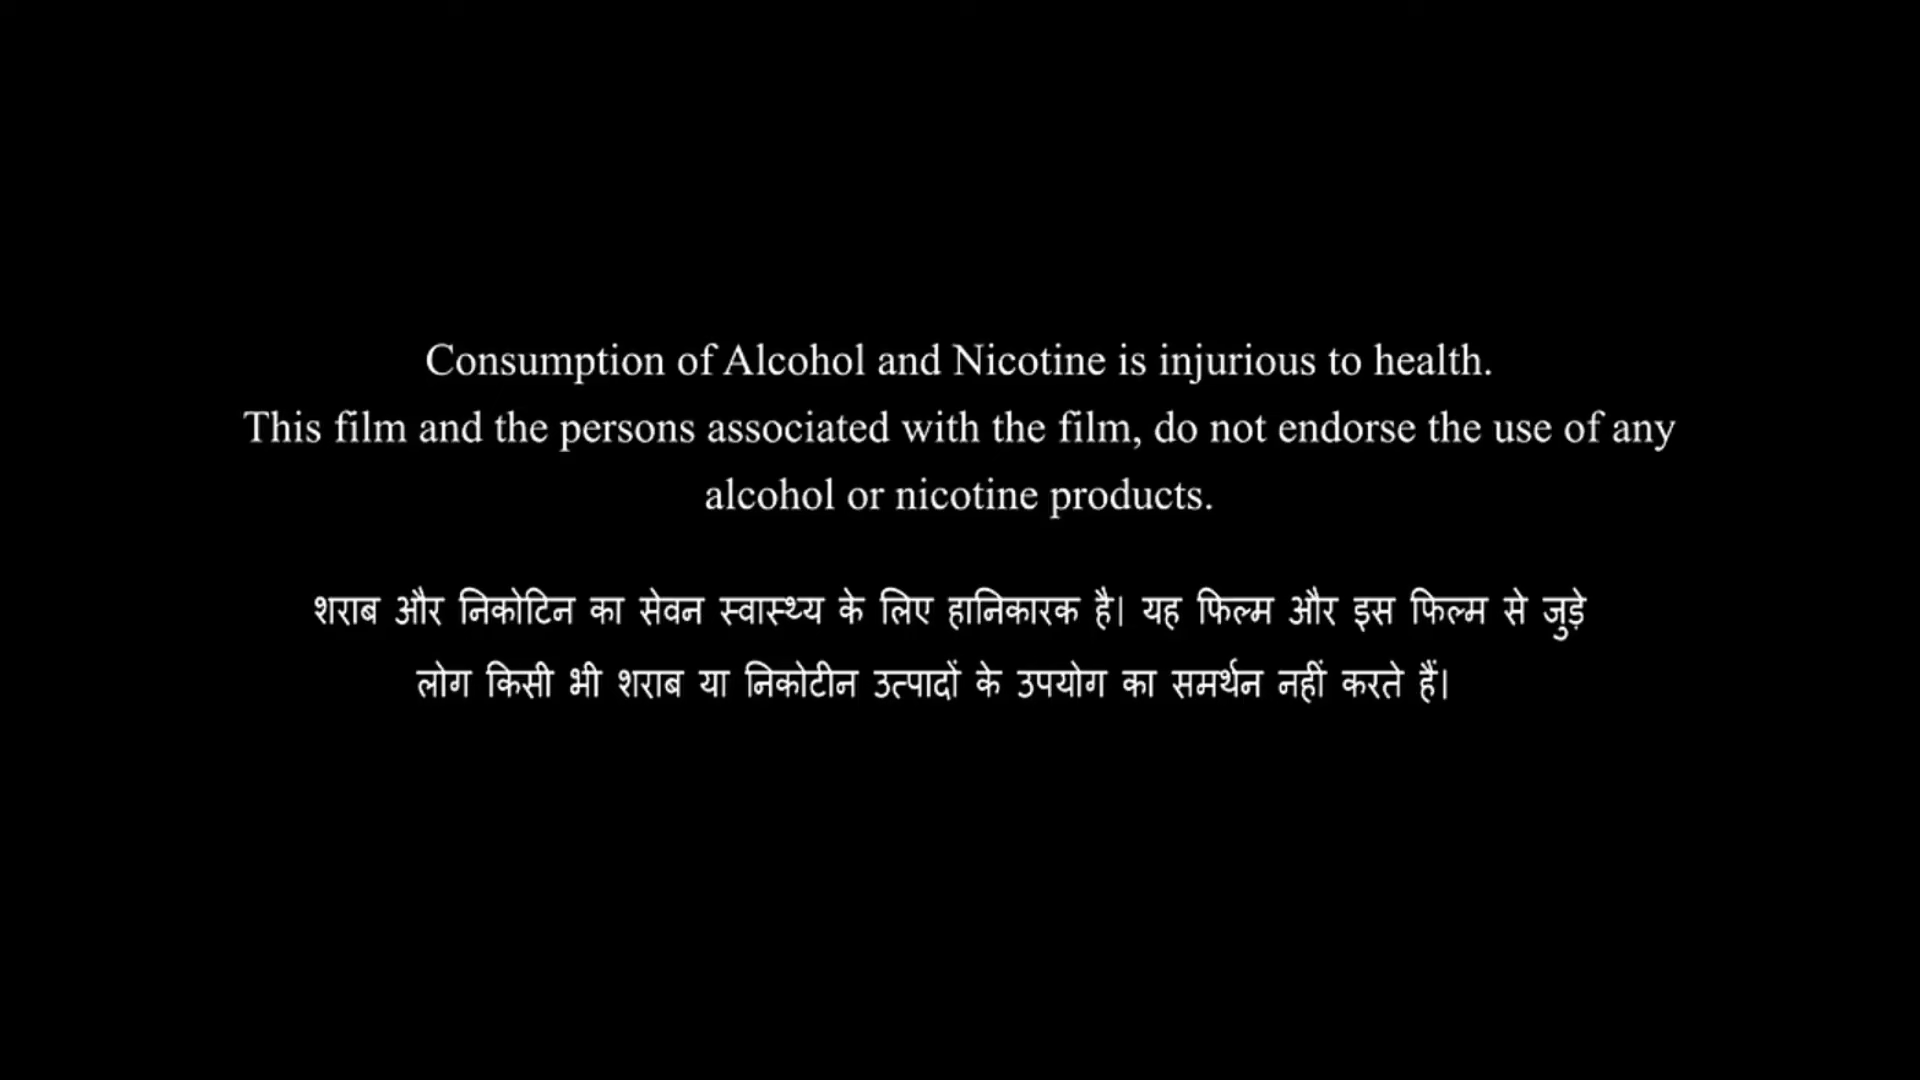 Consumption of Alcohol and Nicotine is injurious to health.
This film and the persons associated with the film, do not endorse the use of any
alcohol or nicotine products.
शराब और निकोटिन का सेवन स्वास्थ्य के लिए हानिकारक है। यह फिल्म और इस फिल्म से जुड़े
लोग किसी भी शराब या निकोटीन उत्पादों के उपयोग का समर्थन नहीं करते हैं।